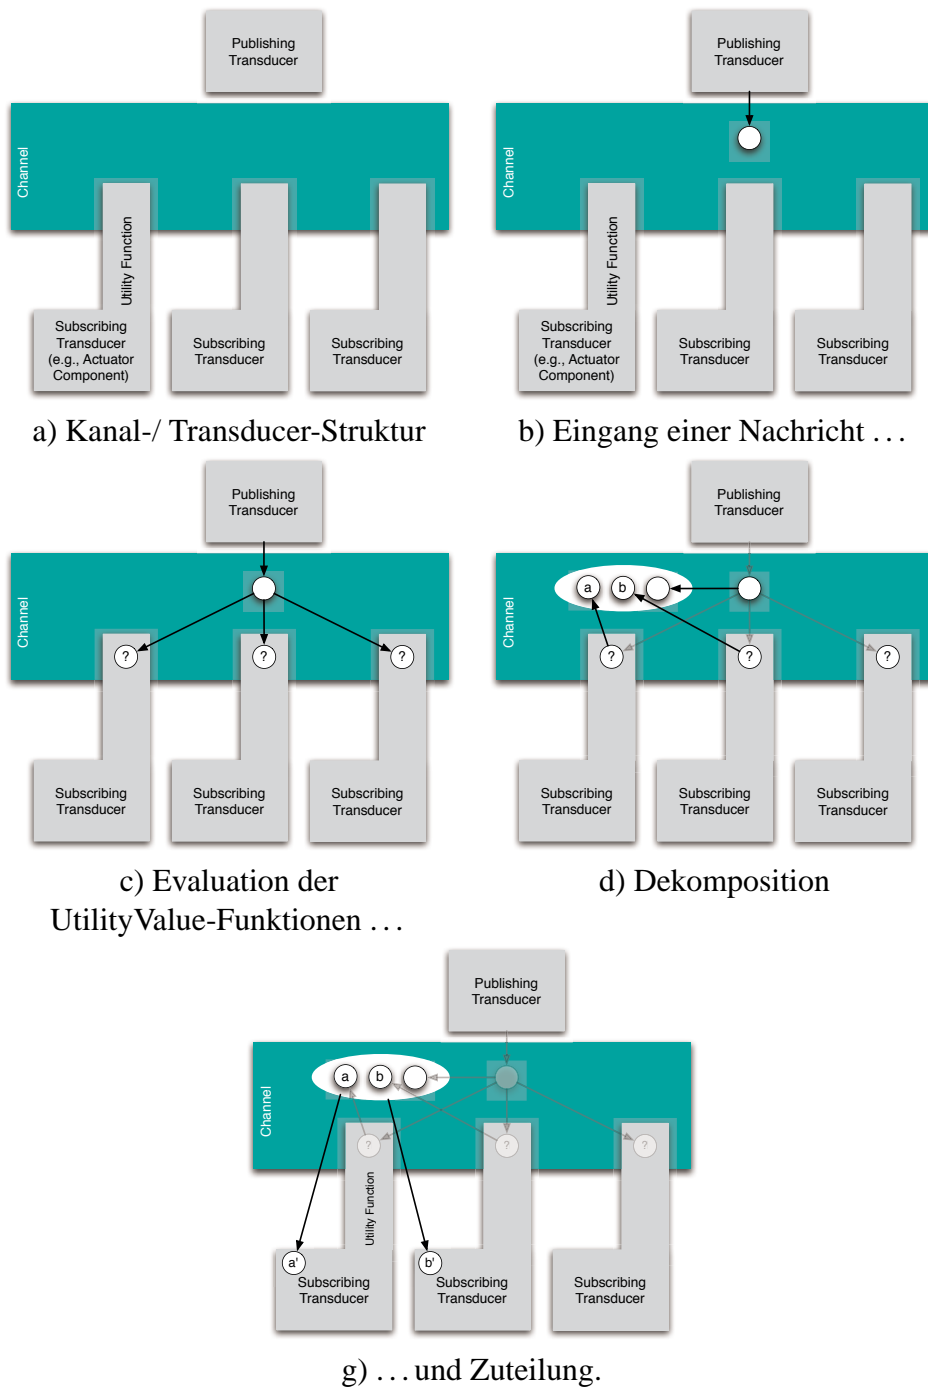 Publishing
Transducer
Channel
Utility Function
Subscribing
Transducer
(e.g., Actuator
Component)
Subscribing
Transducer
Subscribing
Transducer
a) Kanal-/ Transducer-Struktur
Publishing
Transducer
Channel
Utility Function
Subscribing
Transducer
(e.g., Actuator
Component)
Subscribing
Transducer
Subscribing
Transducer
b) Eingang einer Nachricht ...
Publishing
Transducer
Channel
?
?
?
Subscribing
Transducer
Subscribing
Transducer
Subscribing
Transducer
c) Evaluation der
UtilityValue-Funktionen ...
Publishing
Transducer
Channel
a
b
?
?
?
Subscribing
Transducer
Subscribing
Transducer
Subscribing
Transducer
d) Dekomposition
Publishing
Transducer
Channel
a
b
?
?
?
Utility Function
a'
b'
Subscribing
Transducer
Subscribing
Transducer
Subscribing
Transducer
g) ... und Zuteilung.